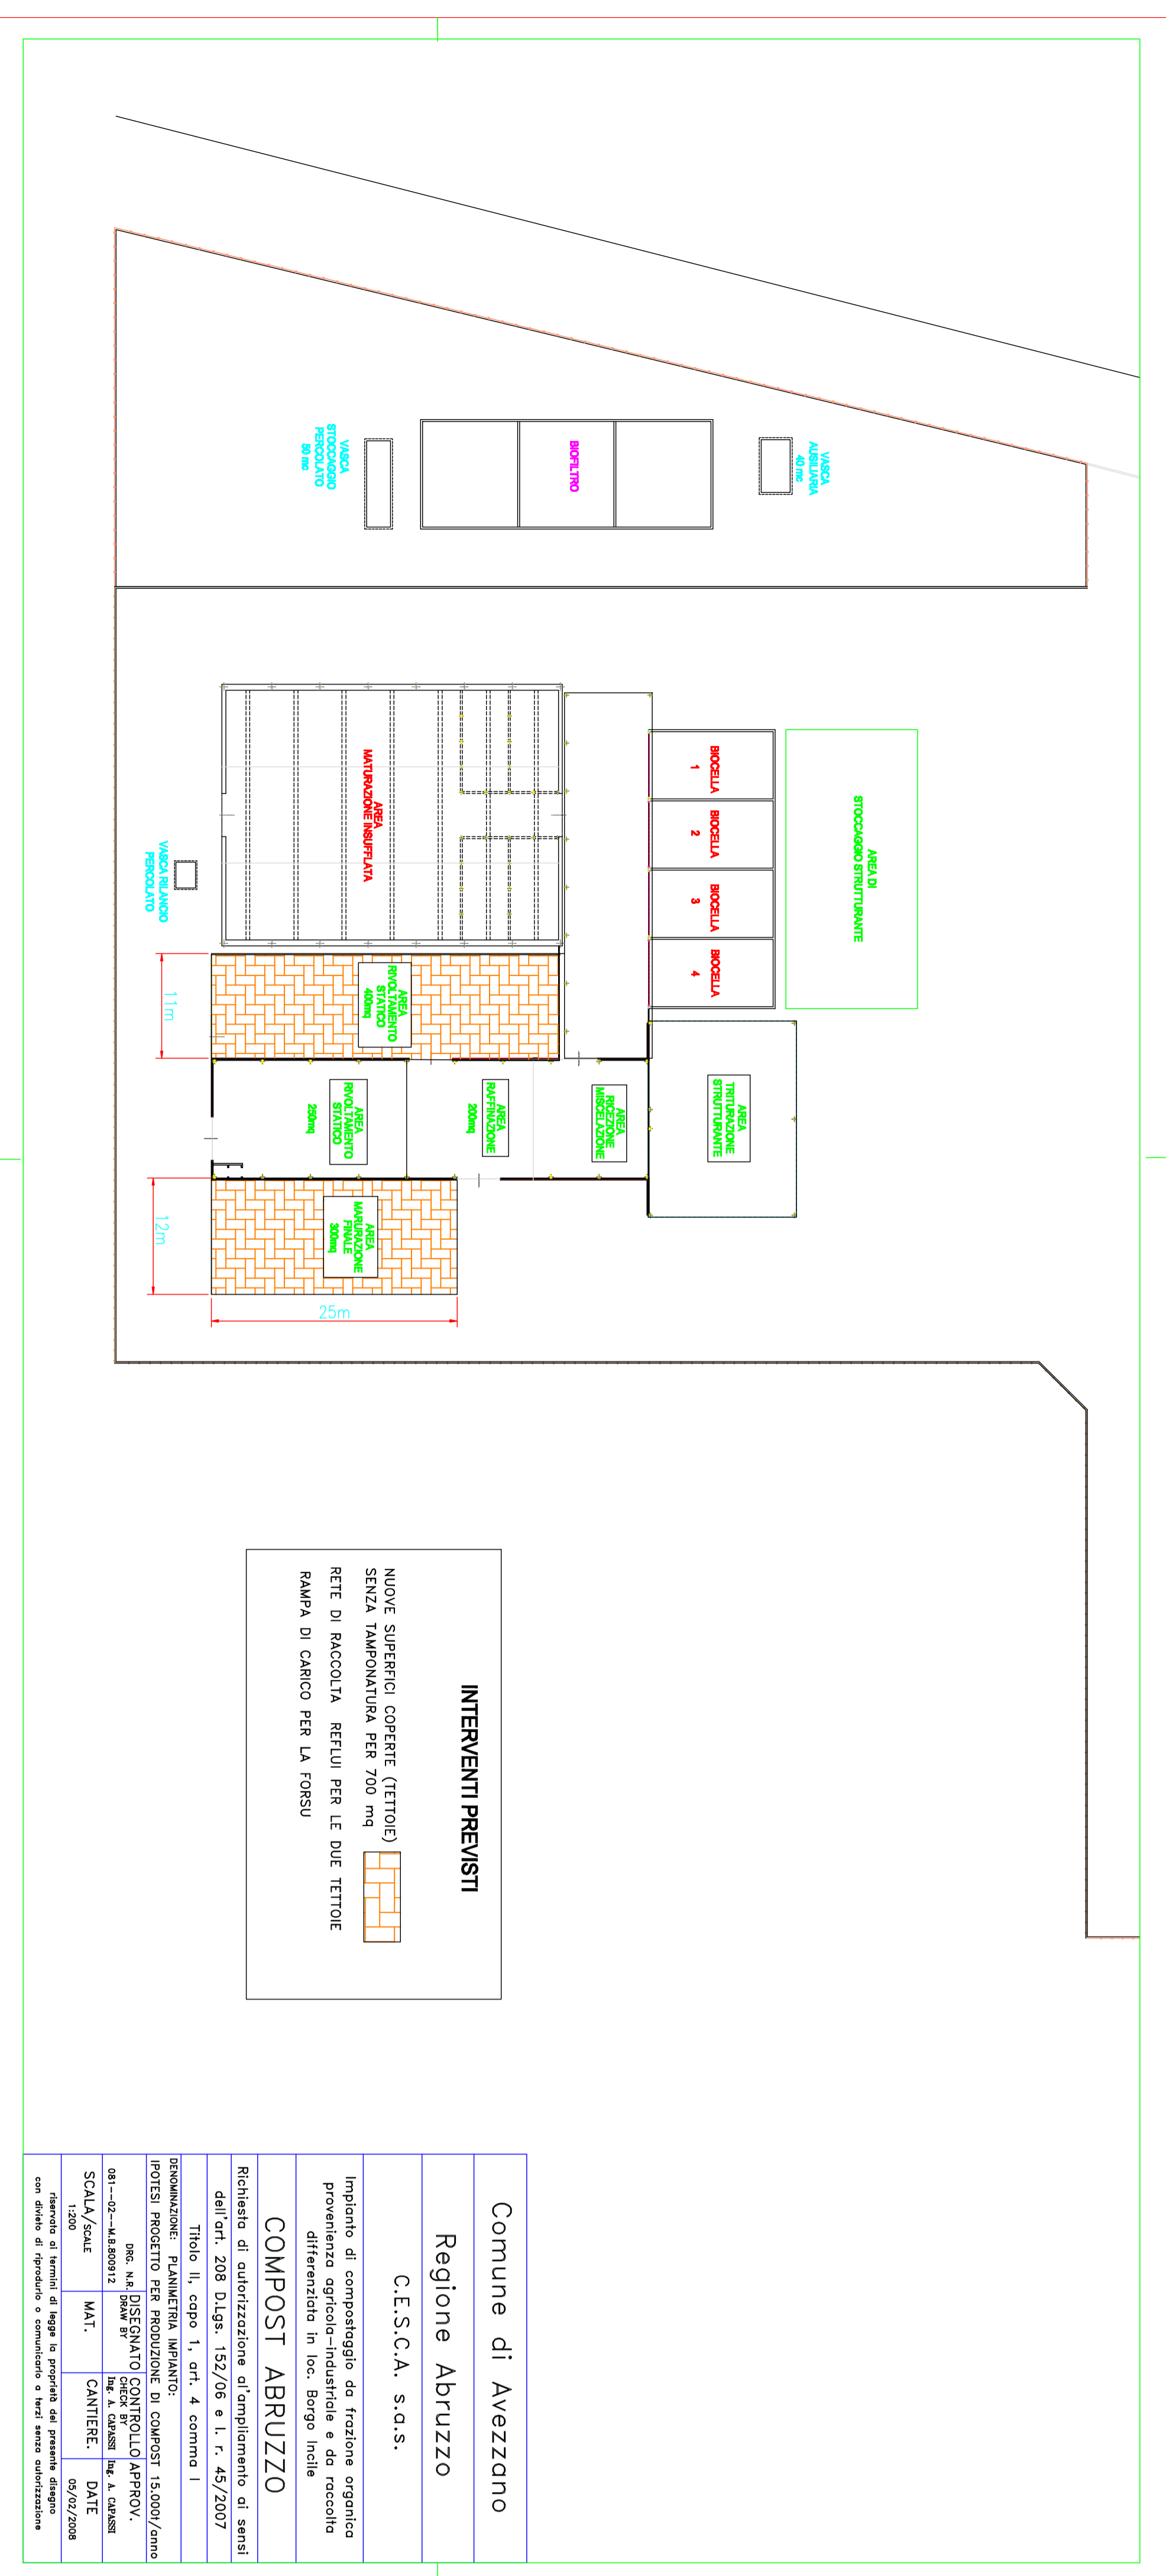 VASCA
AUSILIARIA
40 mc
BIOFILTRO
VASCA
STOCCAGGIO
PERCOLATO
50 mc
AREA DI
STOCCAGGIO STRUTTURANTE
BIOCELLA
1
BIOCELLA
2
BIOCELLA
3
BIOCELLA
4
AREA
MATURAZIONE INSUFFLATA
VASCA RILANCIO
PERCOLATO
AREA
TRITURAZIONE
STRUTTURANTE
AREA
RICEZIONE
MISCELAZIONE
AREA
RAFFINAZIONE
200mq
AREA
RIVOLTAMENTO
STATICO
400mq
AREA
RIVOLTAMENTO
STATICO
250mq
AREA
MARURAZIONE
FINALE
300mq
11m
12m
25m
INTERVENTI PREVISTI
NUOVE SUPERFICI COPERTE (TETTOIE)
SENZA TAMPONATURA PER 700 mq
RETE DI RACCOLTA REFLUI PER LE DUE TETTOIE
RAMPA DI CARICO PER LA FORSU
Comune di Avezzano
Regione Abruzzo
C.E.S.C.A. s.a.s.
Impianto di compostaggio da frazione organica
provenienza agricola-industriale e da raccolta
differenziata in loc. Borgo Incile
COMPOST ABRUZZO
Richiesta di autorizzazione al'ampliamento ai sensi
dell'art. 208 D.Lgs. 152/06 e l. r. 45/2007
Titolo II, capo 1, art. 4 comma l
DENOMINAZIONE: PLANIMETRIA IMPIANTO:
IPOTESI PROGETTO PER PRODUZIONE DI COMPOST 15.000t/anno
DRG. N.R.
081--02--M.B.800912
DISEGNATO
DRAW BY
CONTROLLO
CHECK BY
Ing. A. CAPASSI
APPROV.
Ing. A. CAPASSI
SCALA/SCALE
1:200
MAT.
CANTIERE.
DATE
05/02/2008
riservata ai termini di legge la proprietà del presente disegno
con divieto di riprodurlo o comunicarlo a terzi senza autorizzazione